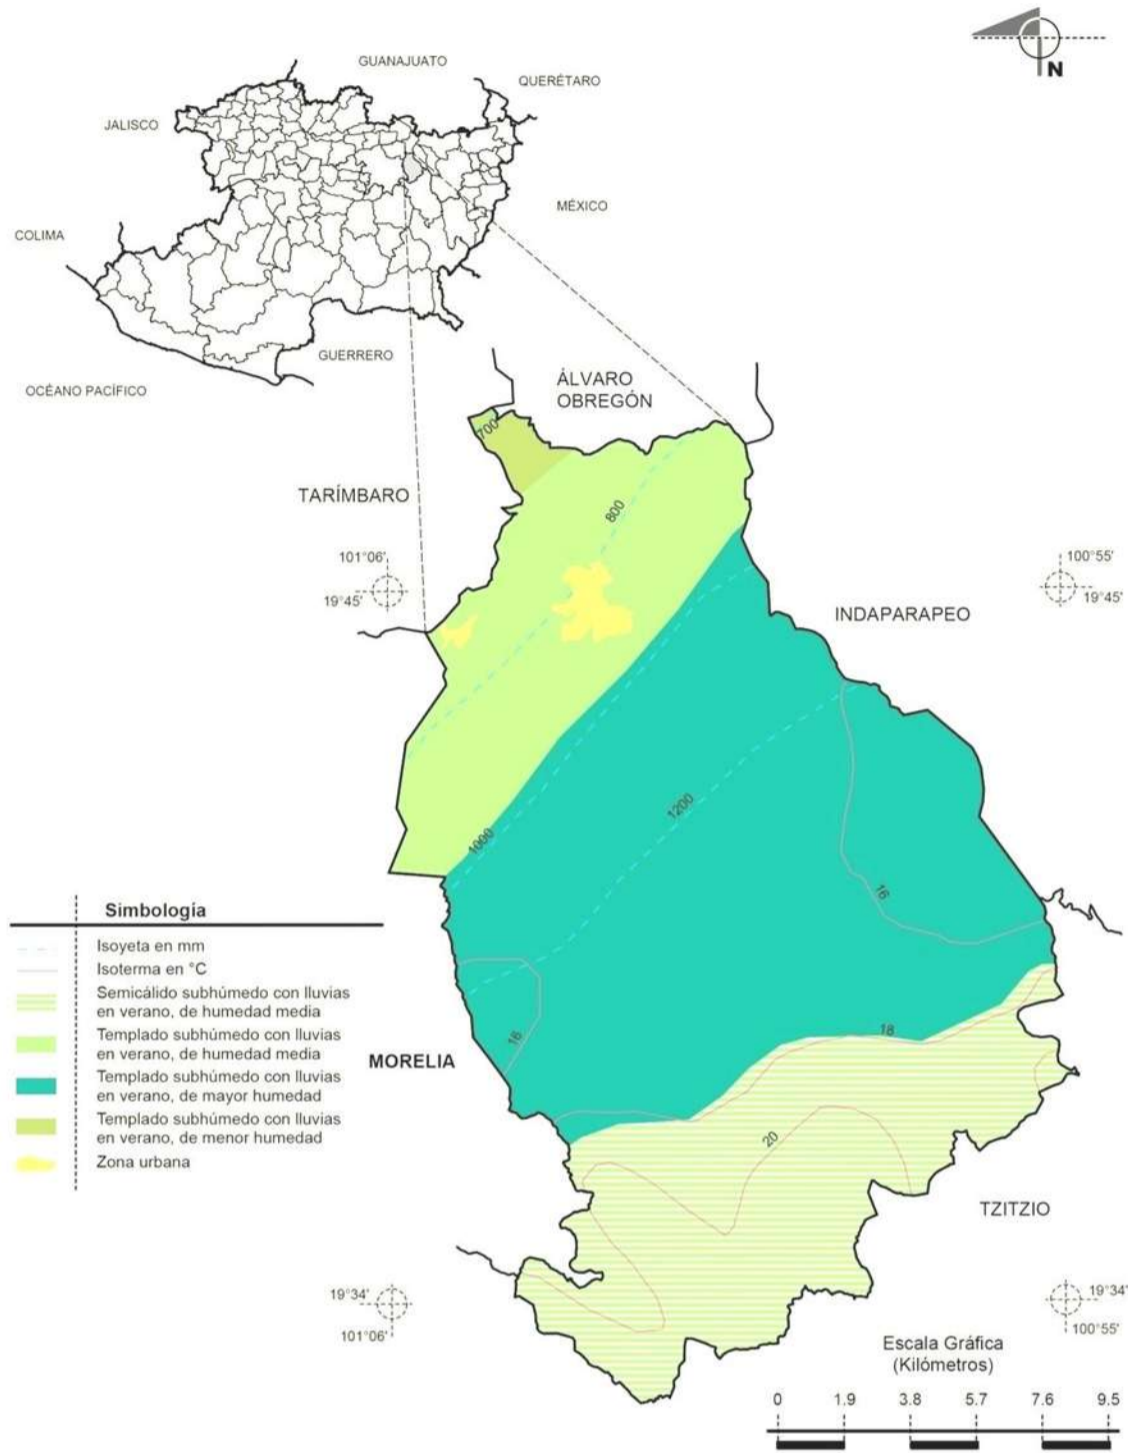 N
GUANAJUATO
QUERÉTARO
JALISCO
MÉXICO
COLIMA
GUERRERO
OCÉANO PACÍFICO
ÁLVARO
OBREGÓN
700
TARÍMBARO
800
101°06'
19°45'
100°55'
19°45'
INDAPARAPEO
1200
1000
16
Simbología
Isoyeta en mm
Isoterma en °C
Semicálido subhúmedo con lluvias
en verano, de humedad media
Templado subhúmedo con lluvias
en verano, de humedad media
Templado subhúmedo con lluvias
en verano, de mayor humedad
Templado subhúmedo con lluvias
en verano, de menor humedad
Zona urbana
16
18
MORELIA
20
TZITZIO
19°34'
101°06'
19°34'
100°55'
Escala Gráfica
(Kilómetros)
0 1.9 3.8 5.7 7.6 9.5